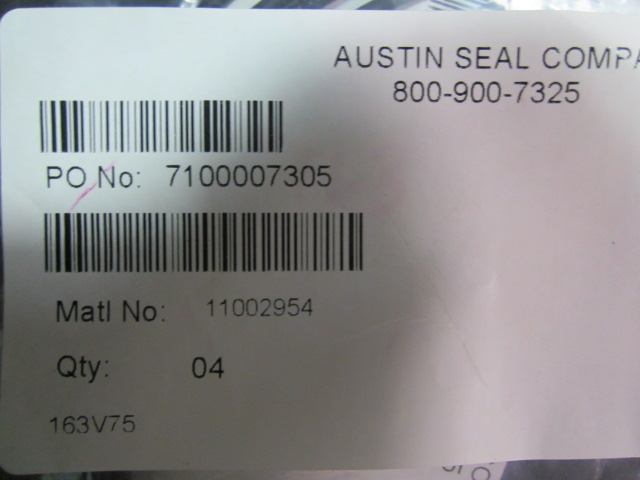 AUSTIN SEAL COMPA
800-900-7325
PO No: 7100007305
Matl No: 11002954
Qty: 04
163V75